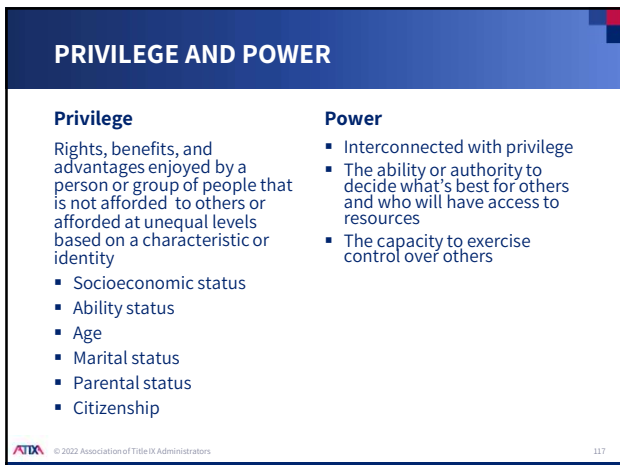 PRIVILEGE AND POWER
Privilege
Rights, benefits, and
advantages enjoyed by a
person or group of people that
is not afforded to others or
afforded at unequal levels
based on a characteristic or
identity
▪ Socioeconomic status
▪ Ability status
▪ Age
▪ Marital status
▪ Parental status
▪ Citizenship
Power
▪ Interconnected with privilege
▪ The ability or authority to
decide what's best for others
and who will have access to
resources
▪ The capacity to exercise
control over others
ATIXA © 2022 Association of Title IX Administrators
117